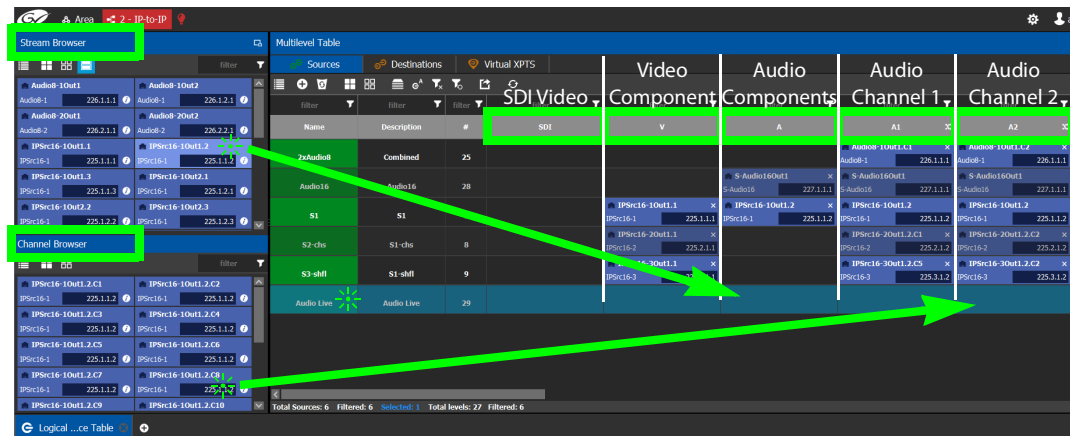 GV Area 2 - IP-to-IP
Stream Browser
filter
Audio8-1Out1 Audio8-1Out2
Audio8-1 226.1.1.1 Audio8-1 226.1.2.1
Audio8-2Out1 Audio8-2Out2
Audio8-2 226.2.1.1 Audio8-2 226.2.2.1
IPSrc16-1Out1.1 IPSrc16-1Out1.2
IPSrc16-1 225.1.1.1 IPSrc16-1 225.1.1.2
IPSrc16-1Out1.3 IPSrc16-1Out2.1
IPSrc16-1 225.1.1.3 IPSrc16-1 225.1.2.1
IPSrc16-1Out2.2 IPSrc16-1Out2.3
IPSrc16-1 225.1.2.2 IPSrc16-1 225.1.2.3
Channel Browser
filter
IPSrc16-1Out1.2.C1 IPSrc16-1Out1.2.C2
IPSrc16-1 225.1.1.2 IPSrc16-1 225.1.1.2
IPSrc16-1Out1.2.C3 IPSrc16-1Out1.2.C4
IPSrc16-1 225.1.1.2 IPSrc16-1 225.1.1.2
IPSrc16-1Out1.2.C5 IPSrc16-1Out1.2.C6
IPSrc16-1 225.1.1.2 IPSrc16-1 225.1.1.2
IPSrc16-1Out1.2.C7 IPSrc16-1Out1.2.C8
IPSrc16-1 225.1.1.2 IPSrc16-1 225.1.1.2
IPSrc16-1Out1.2.C9 IPSrc16-1Out1.2.C10
Multilevel Table
Sources Destinations Virtual XPTS
SDI Video
Video
Component
Audio
Components
Audio
Channel 1
Audio
Channel 2
filter filter filter
Name Description # SDI V A A1 A2
2xAudio8 Combined 25 Audio8-1Out1.C1 Audio8-1Out1.C2
Audio8-1 226.1.1.1 Audio8-1 226.1.1.1
Audio16 Audio16 28 S-Audio16Out1 S-Audio16Out1 S-Audio16Out1
S-Audio16 227.1.1.1 S-Audio16 227.1.1.1 S-Audio16 227.1.1.1
S1 S1 IPSrc16-1Out1.1 IPSrc16-1Out1.2 IPSrc16-1Out1.2 IPSrc16-1Out1.2
IPSrc16-1 225.1.1.1 IPSrc16-1 225.1.1.2 IPSrc16-1 225.1.1.2 IPSrc16-1 225.1.1.2
S2-chs S1-chs 8 IPSrc16-2Out1.1 IPSrc16-2Out1.2.C1 IPSrc16-2Out1.2.C2
IPSrc16-2 225.2.1.1 IPSrc16-2 225.2.1.2 IPSrc16-2 225.2.1.2
S3-shfl S1-shfl 9 IPSrc16-3Out1.1 IPSrc16-3Out1.2.C5 IPSrc16-3Out1.2.C2
IPSrc16-3 IPSrc16-3 225.3.1.2 IPSrc16-3 225.3.1.2
Audio Live Audio Live 29
Total Sources: 6 Filtered: 6 Selected: 1 Total levels: 27 Filtered: 6
Logical ...ce Table